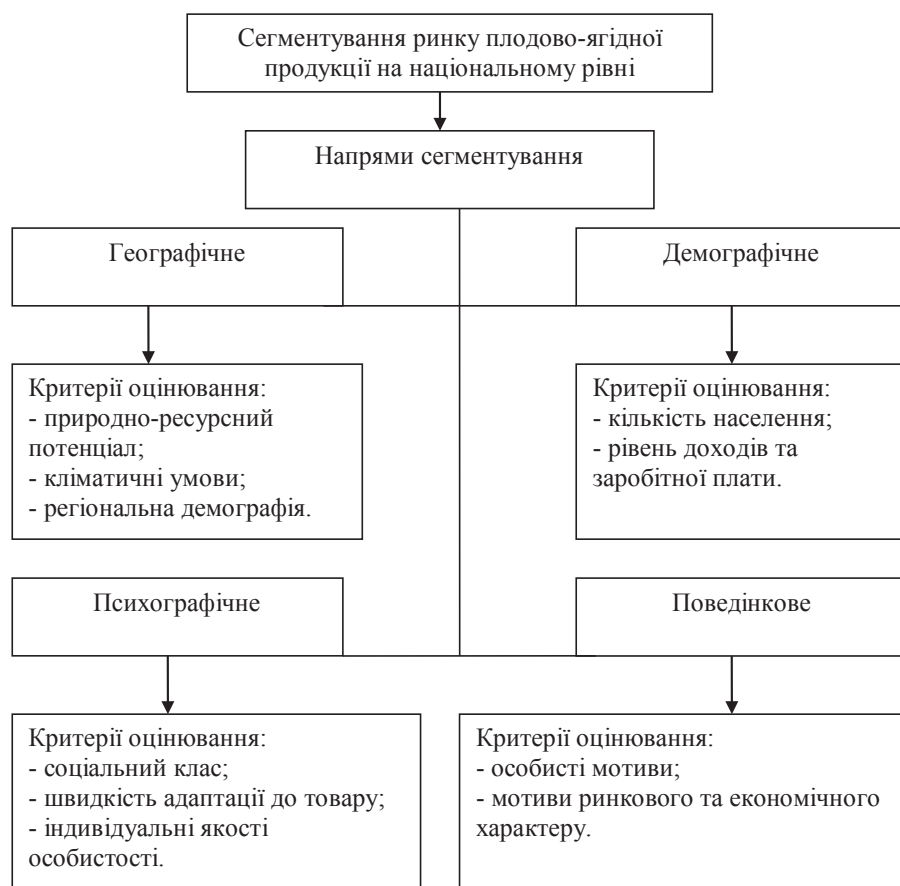 Сегментування ринку плодово-ягідної
продукції на національному рівні
Напрями сегментування
Географічне
Демографічне
Критерії оцінювання:
- природно-ресурсний
потенціал;
- кліматичні умови;
- регіональна демографія.
Критерії оцінювання:
- кількість населення;
- рівень доходів та
заробітної плати.
Психографічне
Поведінкове
Критерії оцінювання:
- соціальний клас;
- швидкість адаптації до товару;
- індивідуальні якості
особистості.
Критерії оцінювання:
- особисті мотиви;
- мотиви ринкового та економічного
характеру.